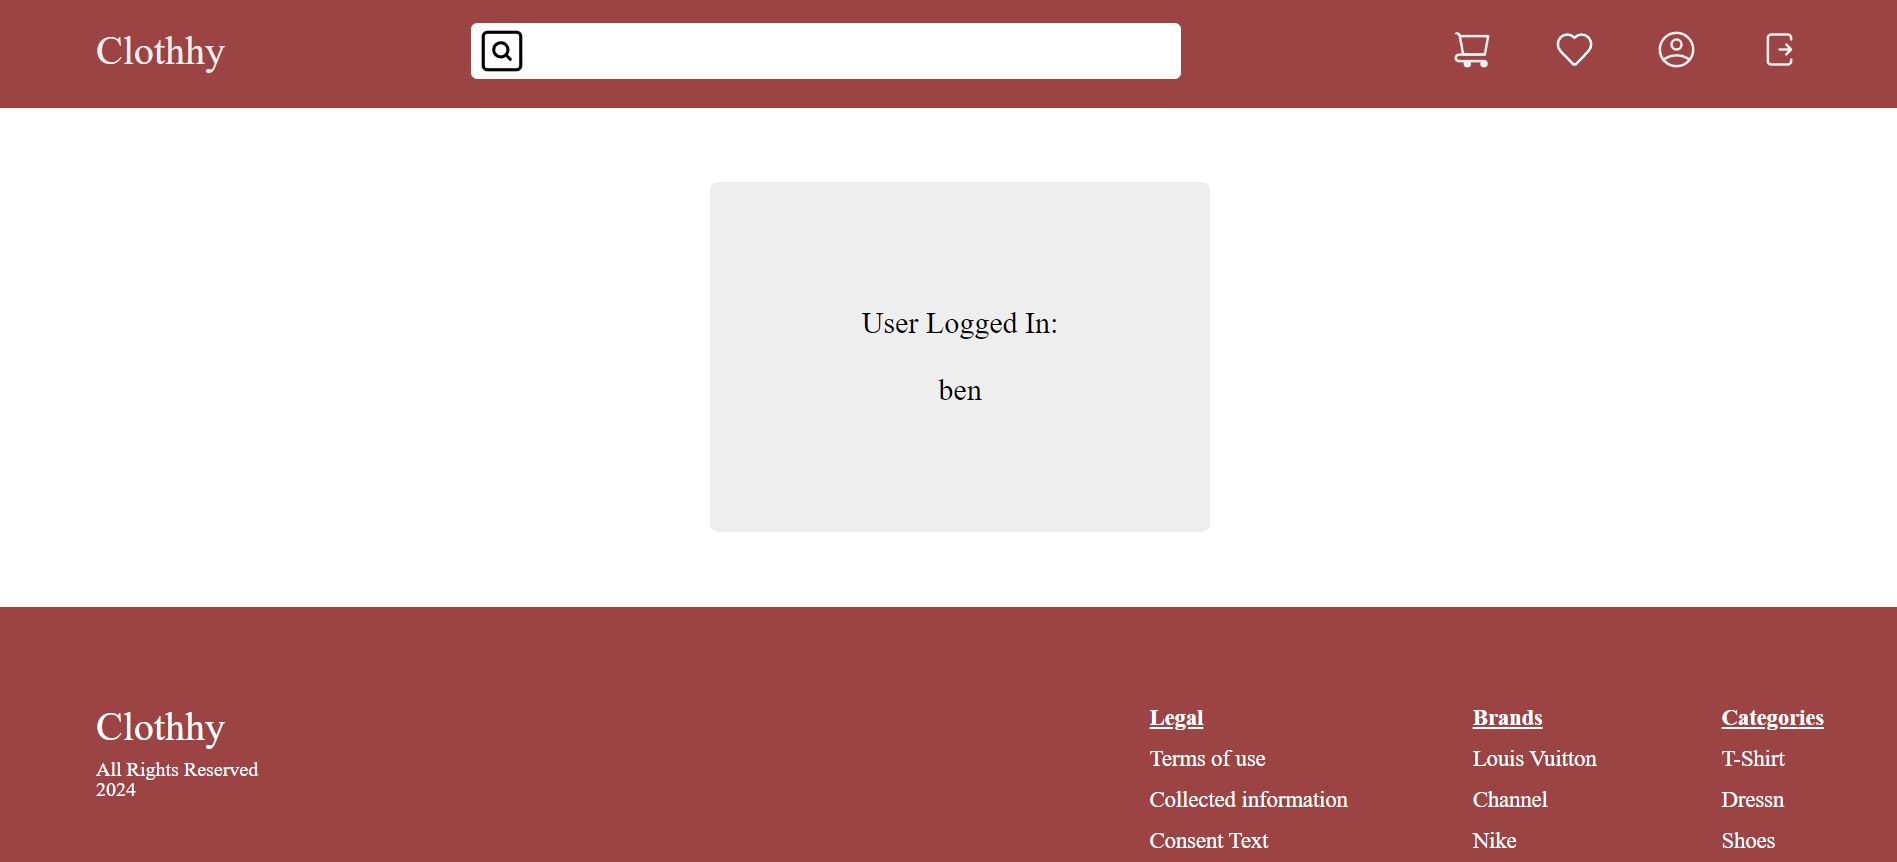 Clothhy
User Logged In:
ben
Clothhy
All Rights Reserved
2024
Legal
Terms of use
Collected information
Consent Text
Brands
Louis Vuitton
Channel
Nike
Categories
T-Shirt
Dressn
Shoes